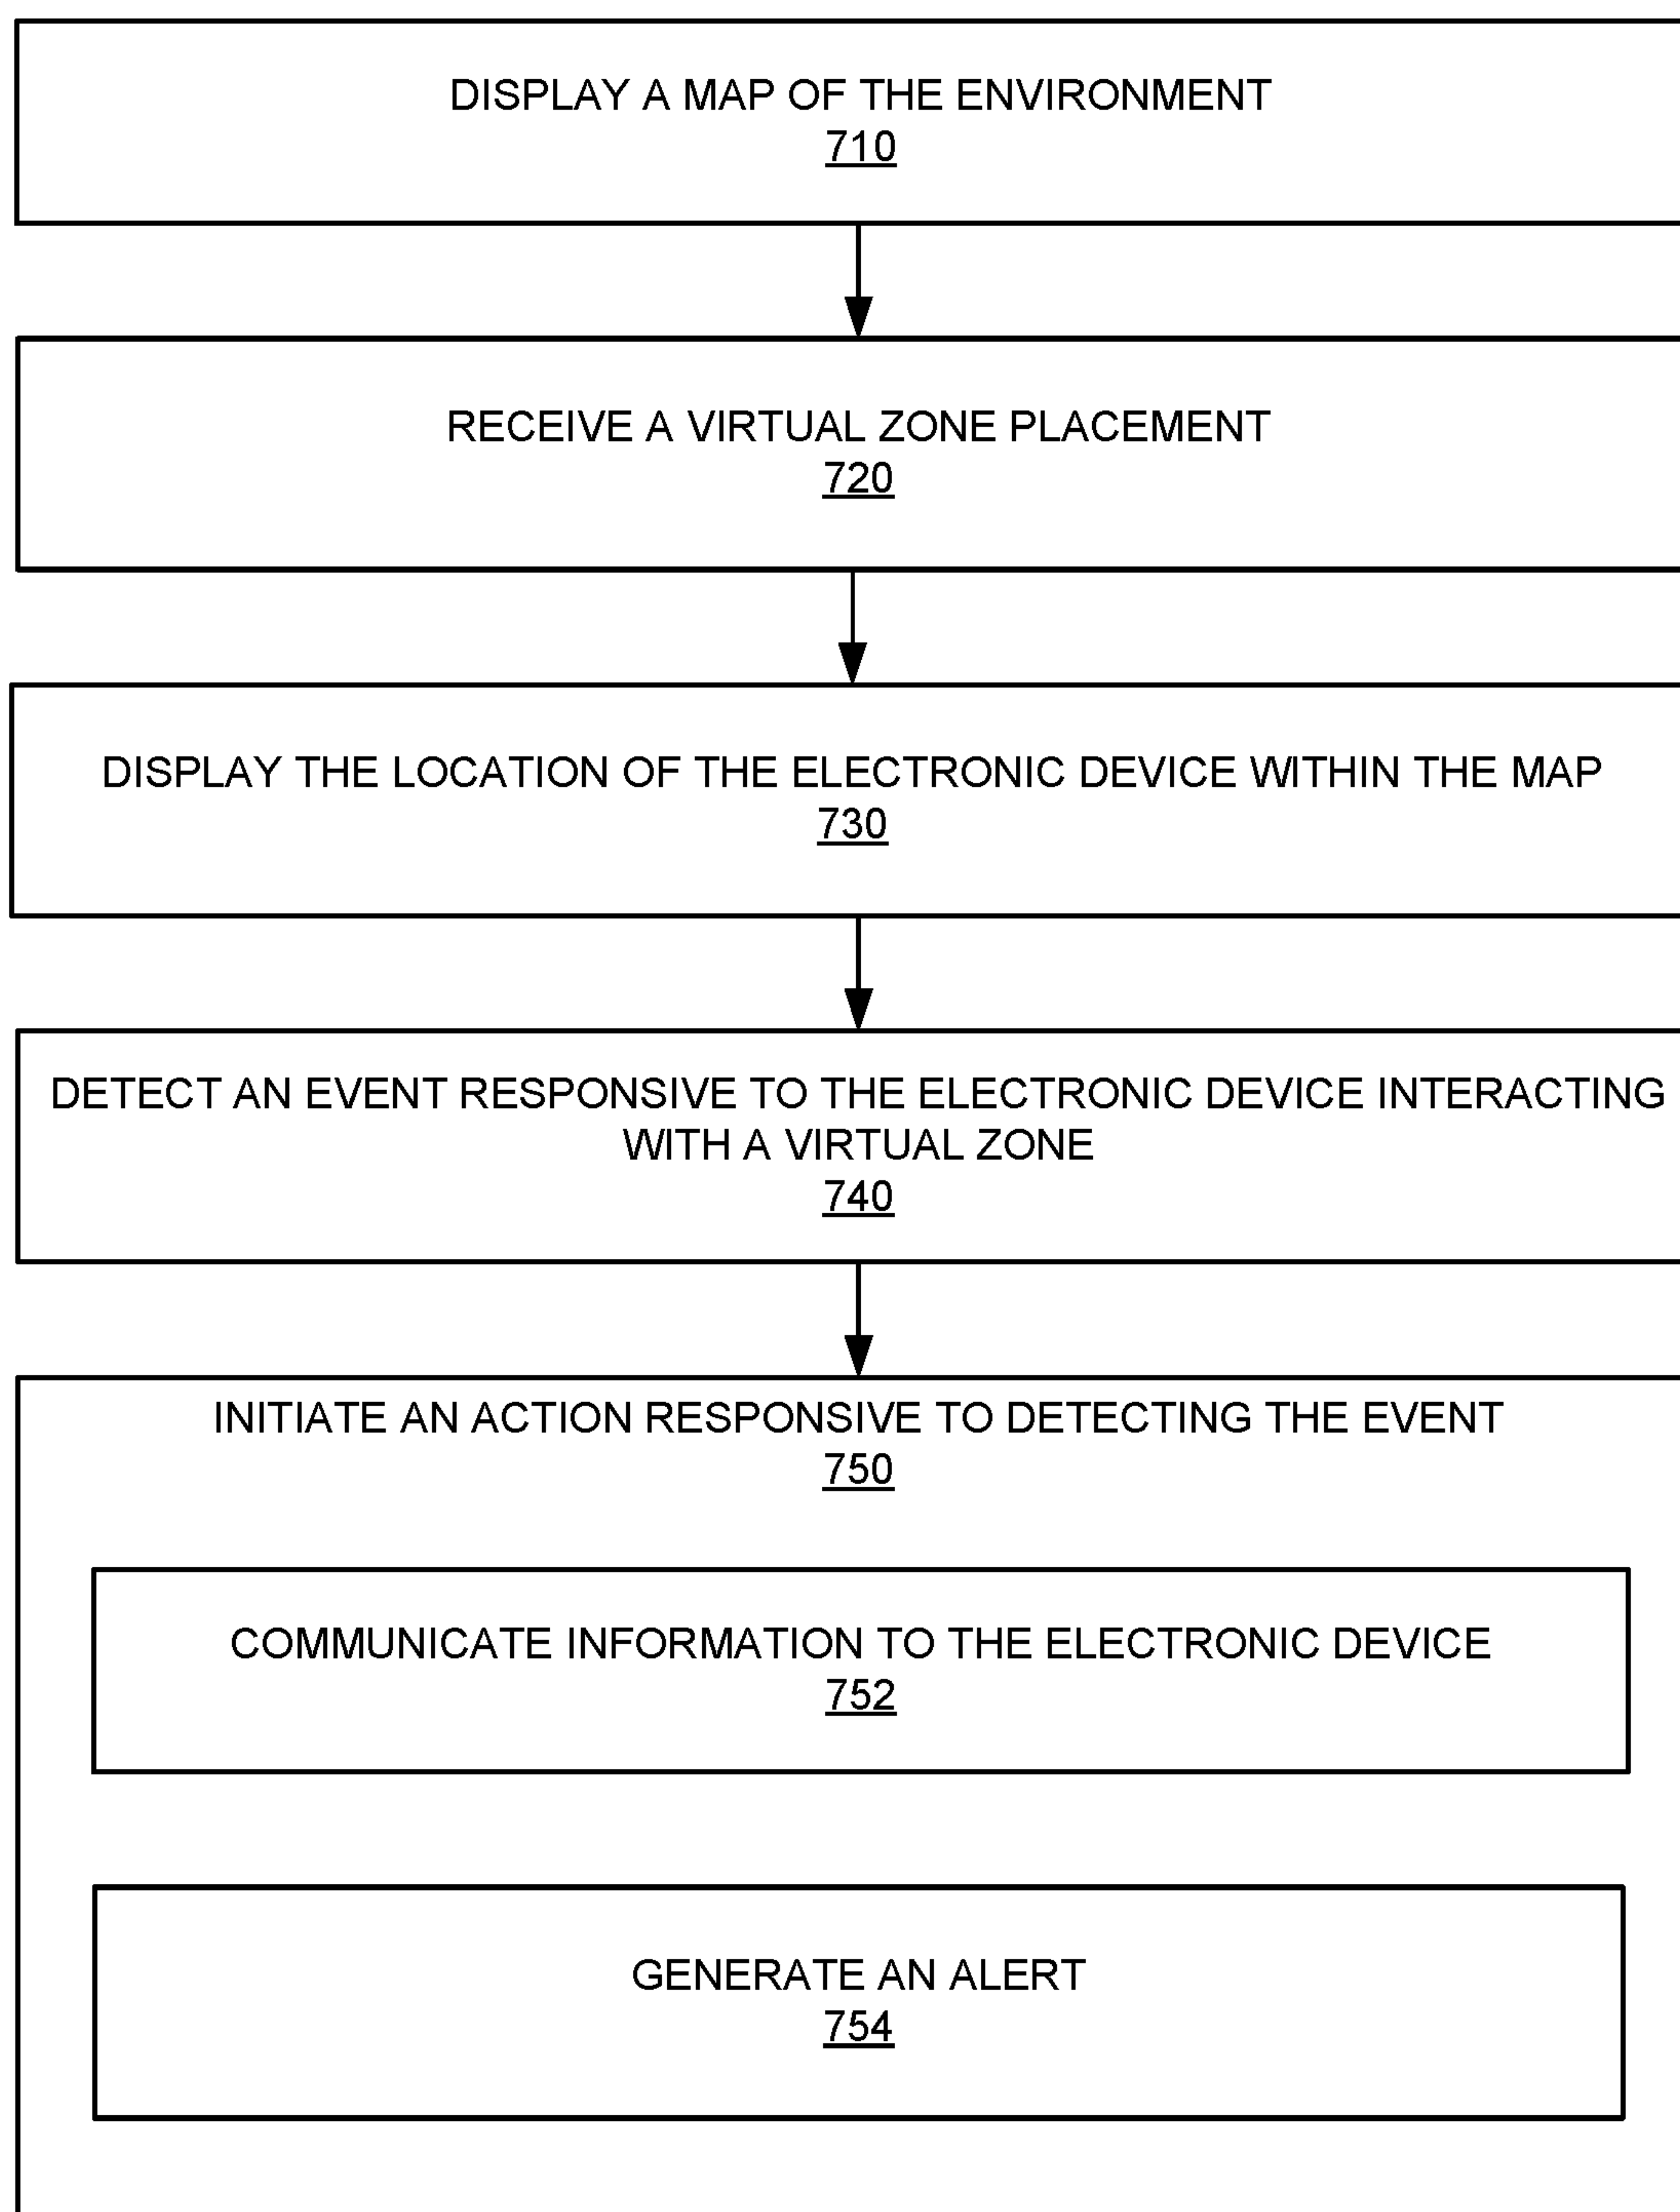 DISPLAY A MAP OF THE ENVIRONMENT
710
RECEIVE A VIRTUAL ZONE PLACEMENT
720
DISPLAY THE LOCATION OF THE ELECTRONIC DEVICE WITHIN THE MAP
730
DETECT AN EVENT RESPONSIVE TO THE ELECTRONIC DEVICE INTERACTING
WITH A VIRTUAL ZONE
740
INITIATE AN ACTION RESPONSIVE TO DETECTING THE EVENT
750
COMMUNICATE INFORMATION TO THE ELECTRONIC DEVICE
752
GENERATE AN ALERT
754